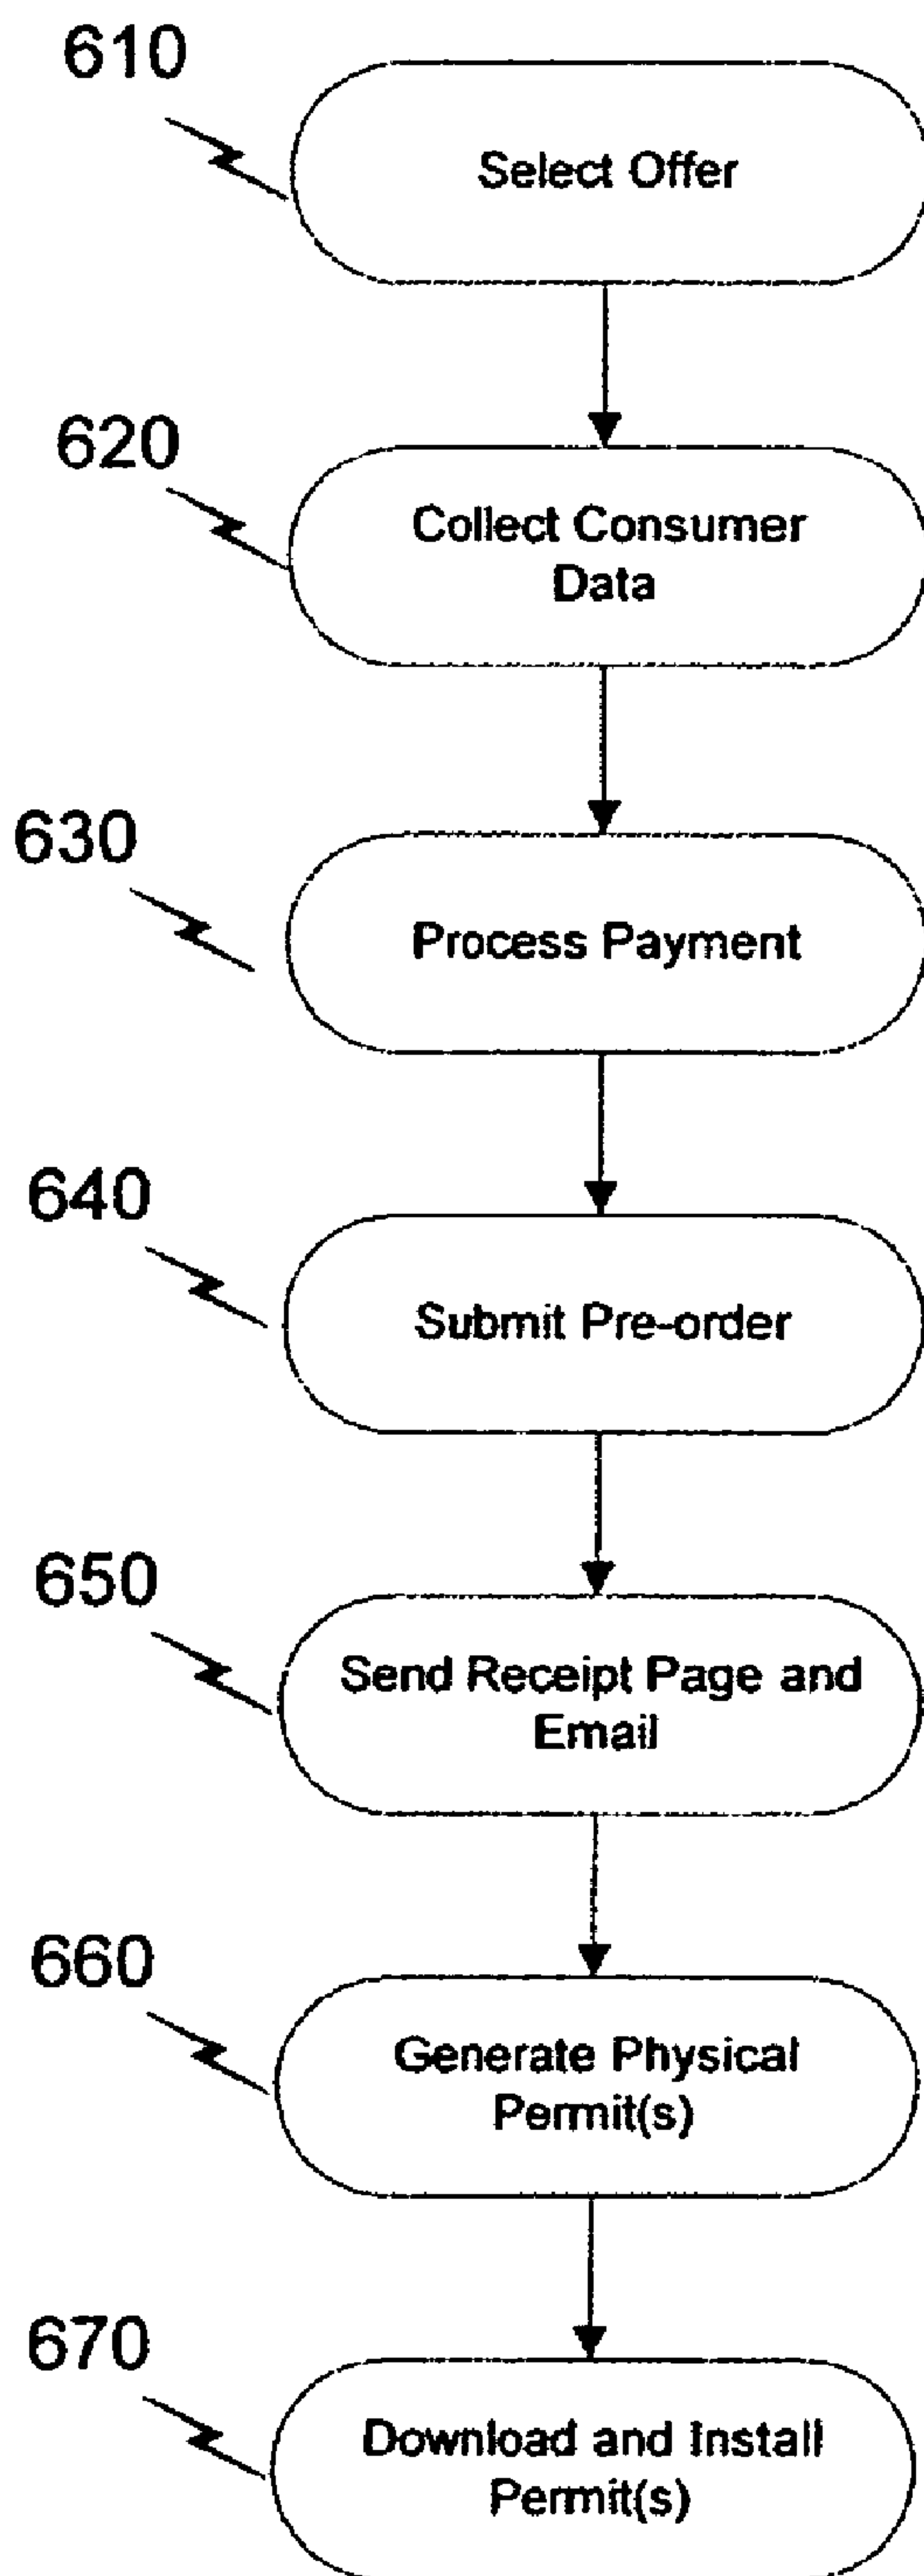 610
Select Offer
620
Collect Consumer
Data
630
Process Payment
640
Submit Pre-order
650
Send Receipt Page and
Email
660
Generate Physical
Permit(s)
670
Download and Install
Permit(s)